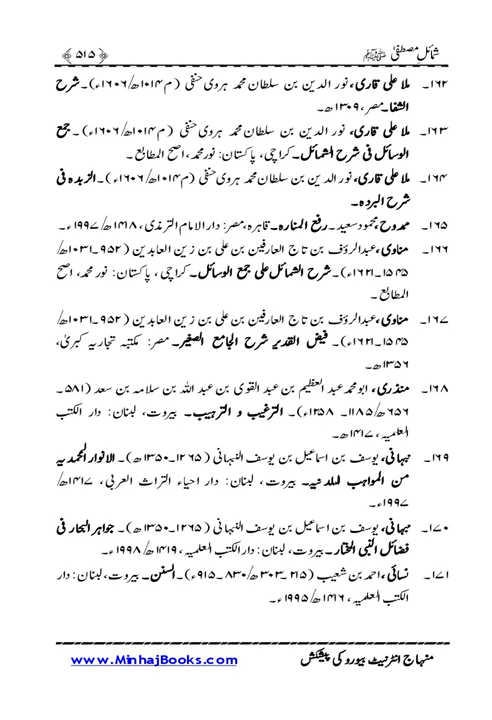 شمائل مصطفیٰ ﷺ
﴿ ۵۱۵ ﴾
۱۶۲۔ ملا علی قاری، نور الدین بن سلطان محمد ہروی حنفی (م ۱۰۱۴ھ/۱۶۰۶ء)۔ شرح
الشفا۔ مصر، ۱۳۰۹ھ۔
۱۶۳۔ ملا علی قاری، نور الدین بن سلطان محمد ہروی حنفی (م ۱۰۱۴ھ/۱۶۰۶ء)۔ جمع
الوسائل فی شرح الشمائل۔ کراچی، پاکستان: نور محمد، اصح المطابع۔
۱۶۴۔ ملا علی قاری، نور الدین بن سلطان محمد ہروی حنفی (م ۱۰۱۴ھ/۱۶۰۶ء)۔ الزبدہ فی
شرح البردہ۔
۱۶۵۔ ممدوح، محمود سعید۔ رفع المنارہ۔ قاہرہ، مصر: دار الامام الترمذی، ۱۴۱۸ھ/۱۹۹۷ء۔
۱۶۶۔ مناوی، عبدالرؤف بن تاج العارفین بن علی بن زین العابدین (۹۵۲۔۱۰۳۱ھ/
۱۵۴۵۔۱۶۲۱ء)۔ شرح الشمائل علی جمع الوسائل۔ کراچی، پاکستان: نور محمد، اصح
المطابع۔
۱۶۷۔ مناوی، عبدالرؤف بن تاج العارفین بن علی بن زین العابدین (۹۵۲۔۱۰۳۱ھ/
۱۵۴۵۔۱۶۲۱ء)۔ فیض القدیر شرح الجامع الصغیر۔ مصر: مکتبہ تجاریہ کبریٰ،
۱۳۵۶ھ۔
۱۶۸۔ منذری، ابو محمد عبد العظیم بن عبد القوی بن عبد اللہ بن سلامہ بن سعد (۵۸۱۔
۶۵۶ھ/۱۱۸۵۔۱۲۵۸ء)۔ الترغیب و الترہیب۔ بیروت، لبنان: دار الکتب
العلمیہ، ۱۴۱۷ھ۔
۱۶۹۔ نبہانی، یوسف بن اسماعیل بن یوسف النبہانی (۱۲۶۵۔۱۳۵۰ھ)۔ الانوار المحمدیہ
من المواہب اللدنیہ۔ بیروت، لبنان: دار احیاء التراث العربی، ۱۴۱۷ھ/
۱۹۹۷ء۔
۱۷۰۔ نبہانی، یوسف بن اسماعیل بن یوسف النبہانی (۱۲۶۵۔۱۳۵۰ھ)۔ جواہر البحار فی
فضائل النبی المختار۔ بیروت، لبنان: دار الکتب العلمیہ، ۱۴۱۹ھ/۱۹۹۸ء۔
۱۷۱۔ نسائی، احمد بن شعیب (۲۱۵۔۳۰۳ھ/۸۳۰۔۹۱۵ء)۔ السنن۔ بیروت، لبنان: دار
الکتب العلمیہ، ۱۴۱۶ھ/۱۹۹۵ء۔
منہاج انٹرنیٹ بیورو کی پیشکش
www.MinhajBooks.com